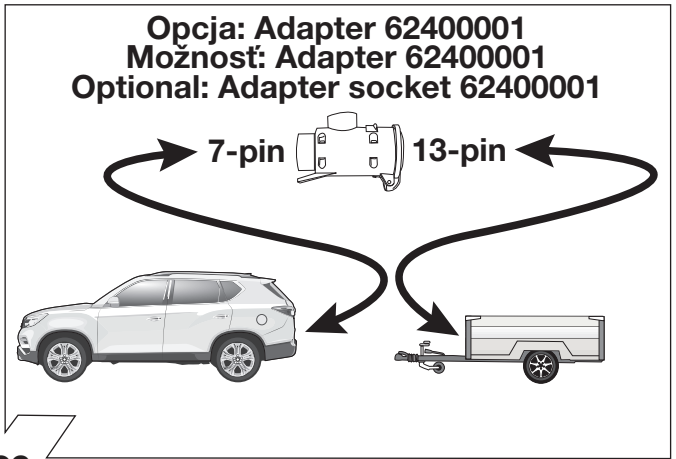 Opcja: Adapter 62400001
Možnosť: Adapter 62400001
Optional: Adapter socket 62400001
7-pin 13-pin